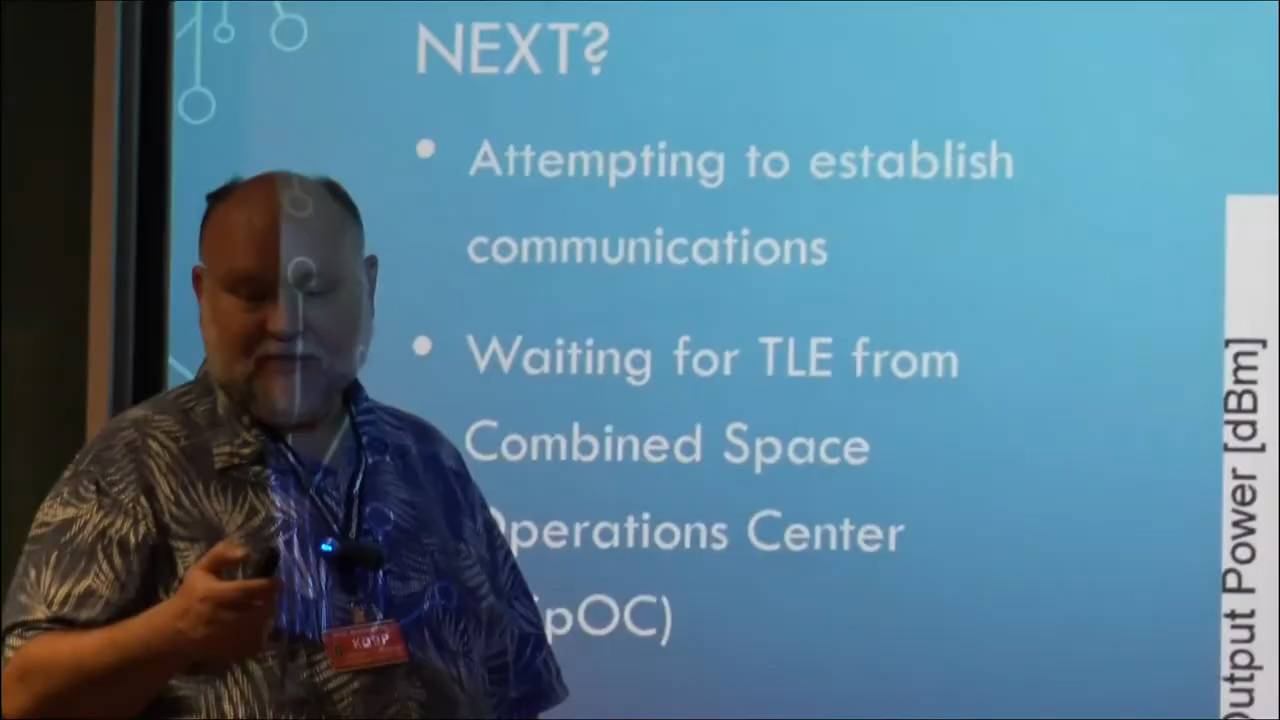 NEXT?
• Attempting to establish
communications
• Waiting for TLE from
Combined Space
Operations Center
pOC)
Output Power [dBm]